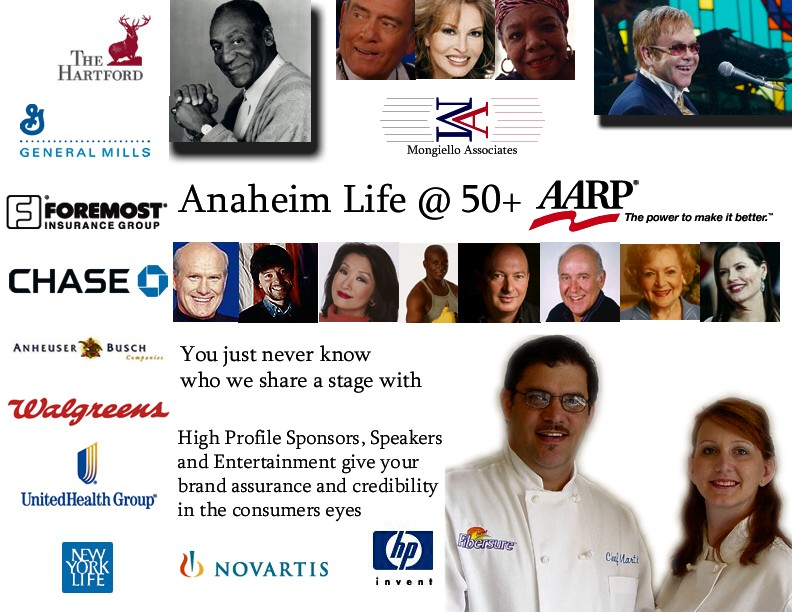 THE
HARTFORD
GENERAL MILLS
Mongiello Associates
FOREMOST®
INSURANCE GROUP
Anaheim Life @ 50+
AARP®
The power to make it better.™
CHASE
ANHEUSER BUSCH
Companies
You just never know
who we share a stage with
Walgreens
High Profile Sponsors, Speakers
and Entertainment give your
brand assurance and credibility
in the consumers eyes
UnitedHealth Group®
Fibersure
NEW
YORK
LIFE
NOVARTIS
hp
invent